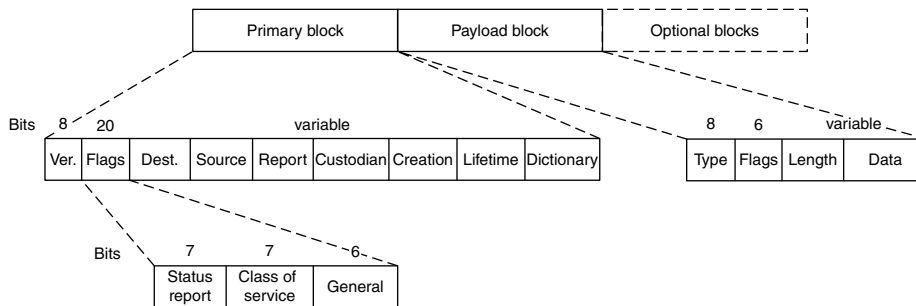 Primary block Payload block Optional blocks
Bits 8 20 variable 8 6 variable
Ver. Flags Dest. Source Report Custodian Creation Lifetime Dictionary Type Flags Length Data
Bits 7 7 6
Status report Class of service General